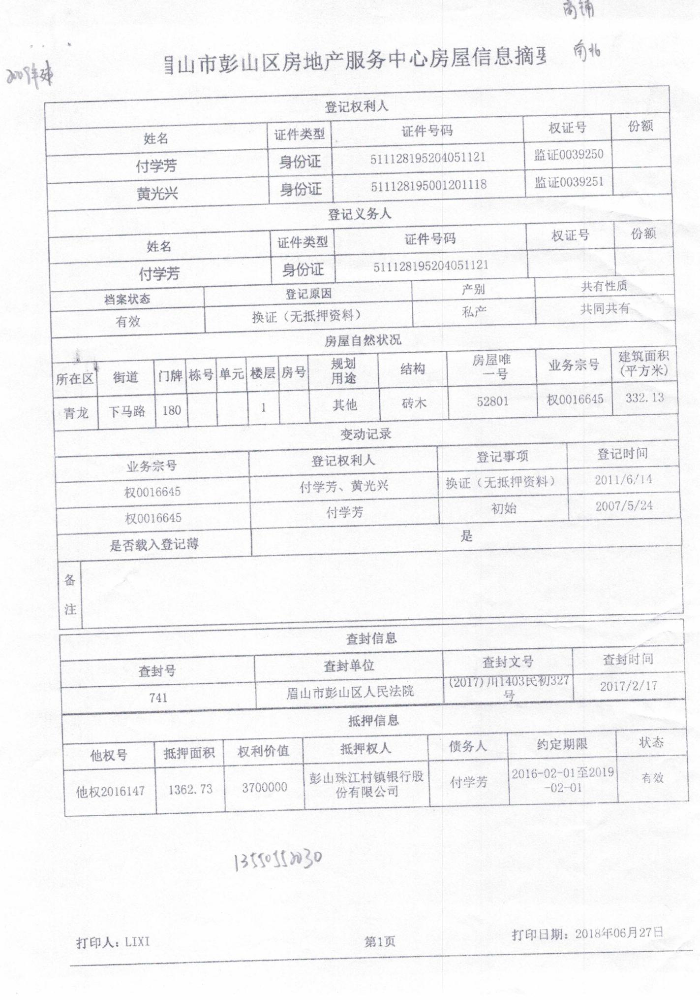 商铺
南北
2009年建
眉山市彭山区房地产服务中心房屋信息摘要
登记权利人
姓名 证件类型 证件号码 权证号 份额
付学芳 身份证 511128195204051121 监证0039250
黄光兴 身份证 511128195001201118 监证0039251
登记义务人
姓名 证件类型 证件号码 权证号 份额
付学芳 身份证 511128195204051121
档案状态 登记原因 产别 共有性质
有效 换证（无抵押资料） 私产 共同共有
房屋自然状况
所在区 街道 门牌 栋号 单元 楼层 房号 规划用途 结构 房屋唯一号 业务宗号 建筑面积(平方米)
青龙 下马路 180 1 其他 砖木 52801 权0016645 332.13
变动记录
业务宗号 登记权利人 登记事项 登记时间
权0016645 付学芳、黄光兴 换证（无抵押资料） 2011/6/14
权0016645 付学芳 初始 2007/5/24
是否载入登记薄 是
备注
查封信息
查封号 查封单位 查封文号 查封时间
741 眉山市彭山区人民法院 (2017)川1403民初327号 2017/2/17
抵押信息
他权号 抵押面积 权利价值 抵押权人 债务人 约定期限 状态
他权2016147 1362.73 3700000 彭山珠江村镇银行股份有限公司 付学芳 2016-02-01至2019-02-01 有效
13550552030
打印人: LIXI 第1页 打印日期: 2018年06月27日